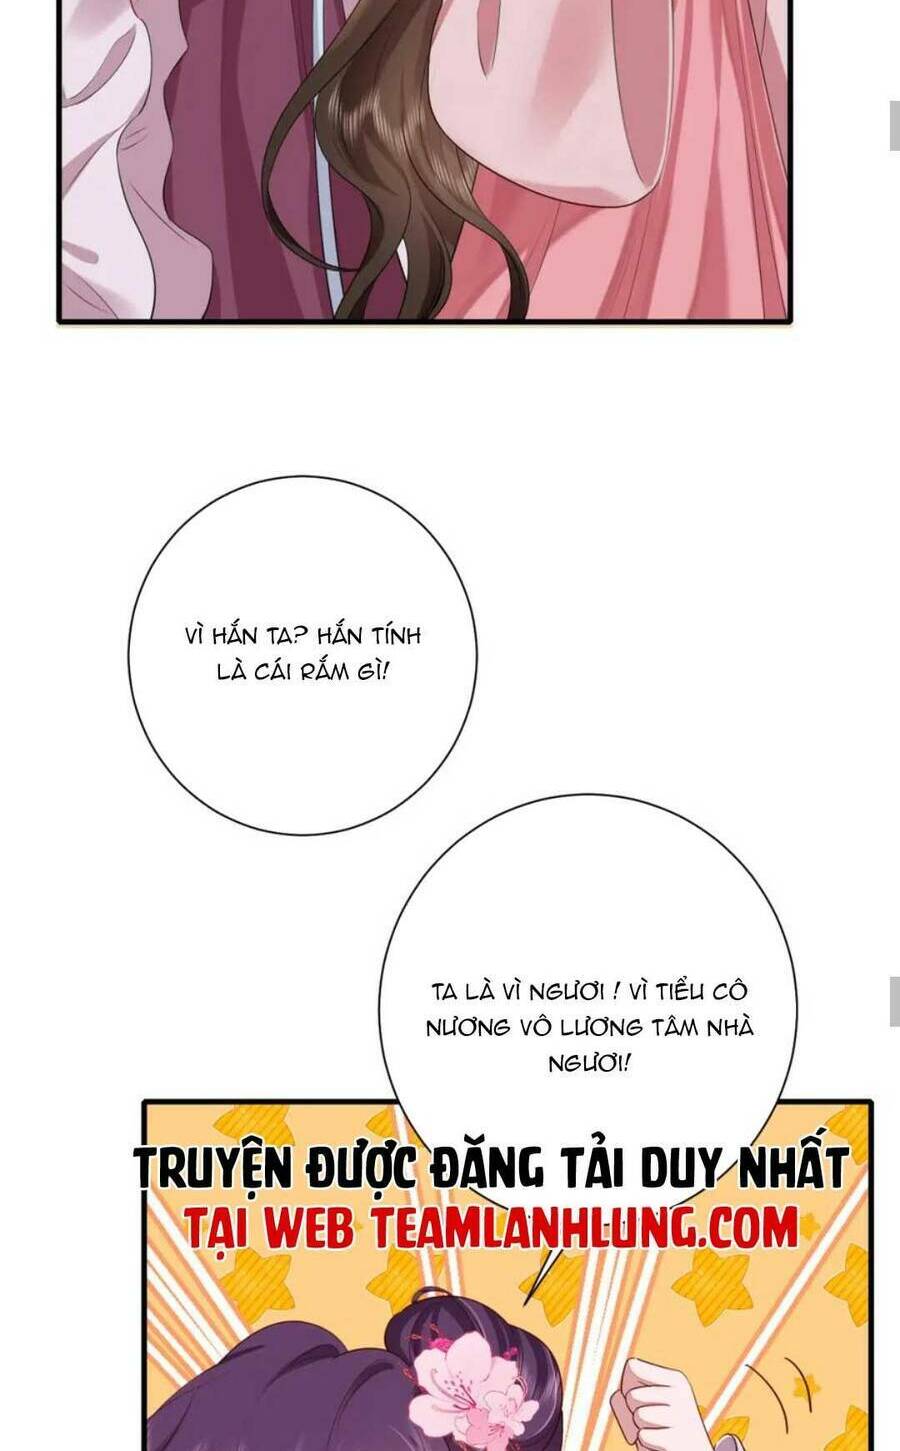 VÌ HẮN TA? HẮN TÍNH
LÀ CÁI RẮM GÌ!
TA LÀ VÌ NGƯƠI! VÌ TIỂU CÔ
NƯƠNG VÔ LƯƠNG TÂM NHÀ
NGƯƠI!
TRUYỆN ĐƯỢC ĐĂNG TẢI DUY NHẤT
TẠI WEB TEAMLANHLUNG.COM